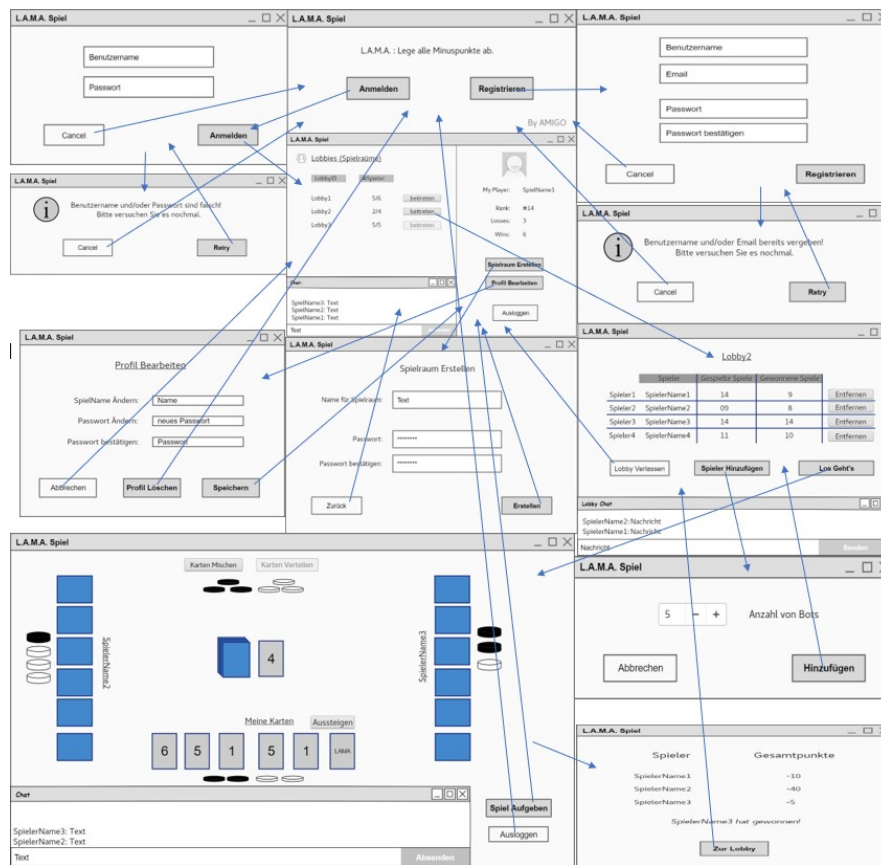 L.A.M.A. Spiel
Benutzername
Passwort
Cancel
Anmelden
L.A.M.A. Spiel
L.A.M.A. : Lege alle Minuspunkte ab.
Anmelden
Registrieren
By AMIGO
L.A.M.A. Spiel
Benutzername
Email
Passwort
Passwort bestätigen
Cancel
Registrieren
L.A.M.A. Spiel
Benutzername und/oder Passwort sind falsch!
Bitte versuchen Sie es nochmal.
Cancel
Retry
L.A.M.A. Spiel
Lobbies (Spielräume)
LobbyID #Spieler
Lobby1 5/6 beitreten
Lobby2 2/4 beitreten
Lobby3 5/5 beitreten
My Player: SpielName1
Rank: #14
Losses: 3
Wins: 6
Spielraum Erstellen
Profil Bearbeiten
Ausloggen
Chat:
SpielName3: Text
SpielName2: Text
SpielName1: Text
Text
L.A.M.A. Spiel
Benutzername und/oder Email bereits vergeben!
Bitte versuchen Sie es nochmal.
Cancel
Retry
L.A.M.A. Spiel
Profil Bearbeiten
SpielName Ändern: Name
Passwort Ändern: neues Passwort
Passwort bestätigen: Passwort
Abbrechen
Profil Löschen
Speichern
L.A.M.A. Spiel
Spielraum Erstellen
Name für Spielraum: Text
Passwort: ********
Passwort bestätigen: ********
Zurück
Erstellen
L.A.M.A. Spiel
Lobby2
Spieler Gespielte Spiele Gewonnene Spiele
Spieler1 SpielerName1 14 9 Entfernen
Spieler2 SpielerName2 09 8 Entfernen
Spieler3 SpielerName3 14 14 Entfernen
Spieler4 SpielerName4 11 10 Entfernen
Lobby Verlassen
Spieler Hinzufügen
Los Geht's
Lobby Chat
SpielerName2: Nachricht
SpielerName1: Nachricht
Nachricht
Senden
L.A.M.A. Spiel
Karten Mischen
Karten Verteilen
SpielerName2
SpielerName3
4
Meine Karten
Aussteigen
6 5 1 5 1 LAMA
Chat
SpielerName3: Text
SpielerName2: Text
Text
Absenden
Spiel Aufgeben
Ausloggen
L.A.M.A. Spiel
5 − + Anzahl von Bots
Abbrechen
Hinzufügen
L.A.M.A. Spiel
Spieler Gesamtpunkte
SpielerName1 -10
SpielerName2 -40
SpielerName3 -5
SpielerName3 hat gewonnen!
Zur Lobby